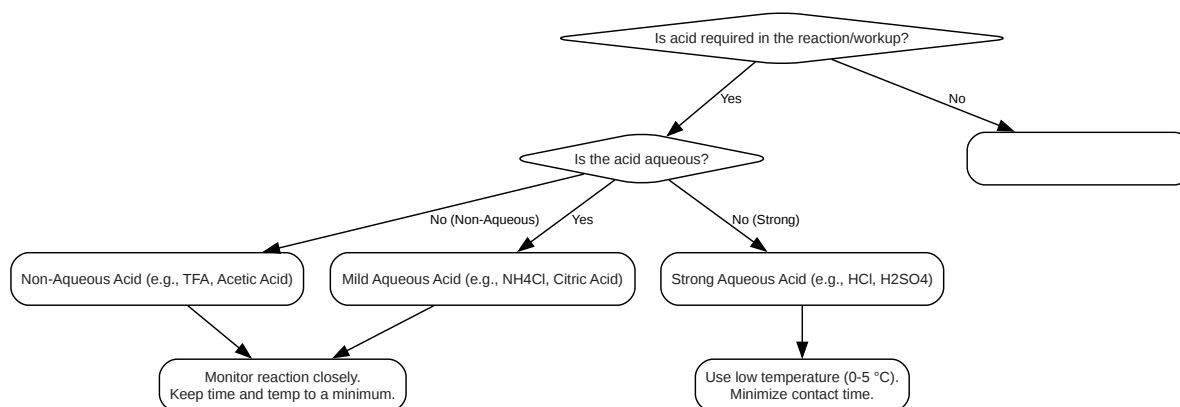 Is acid required in the reaction/workup?
Yes
No
Is the acid aqueous?
No (Non-Aqueous)
Yes
No (Strong)
Non-Aqueous Acid (e.g., TFA, Acetic Acid)
Mild Aqueous Acid (e.g., NH4Cl, Citric Acid)
Strong Aqueous Acid (e.g., HCl, H2SO4)
Monitor reaction closely.
Keep time and temp to a minimum.
Use low temperature (0-5 °C).
Minimize contact time.